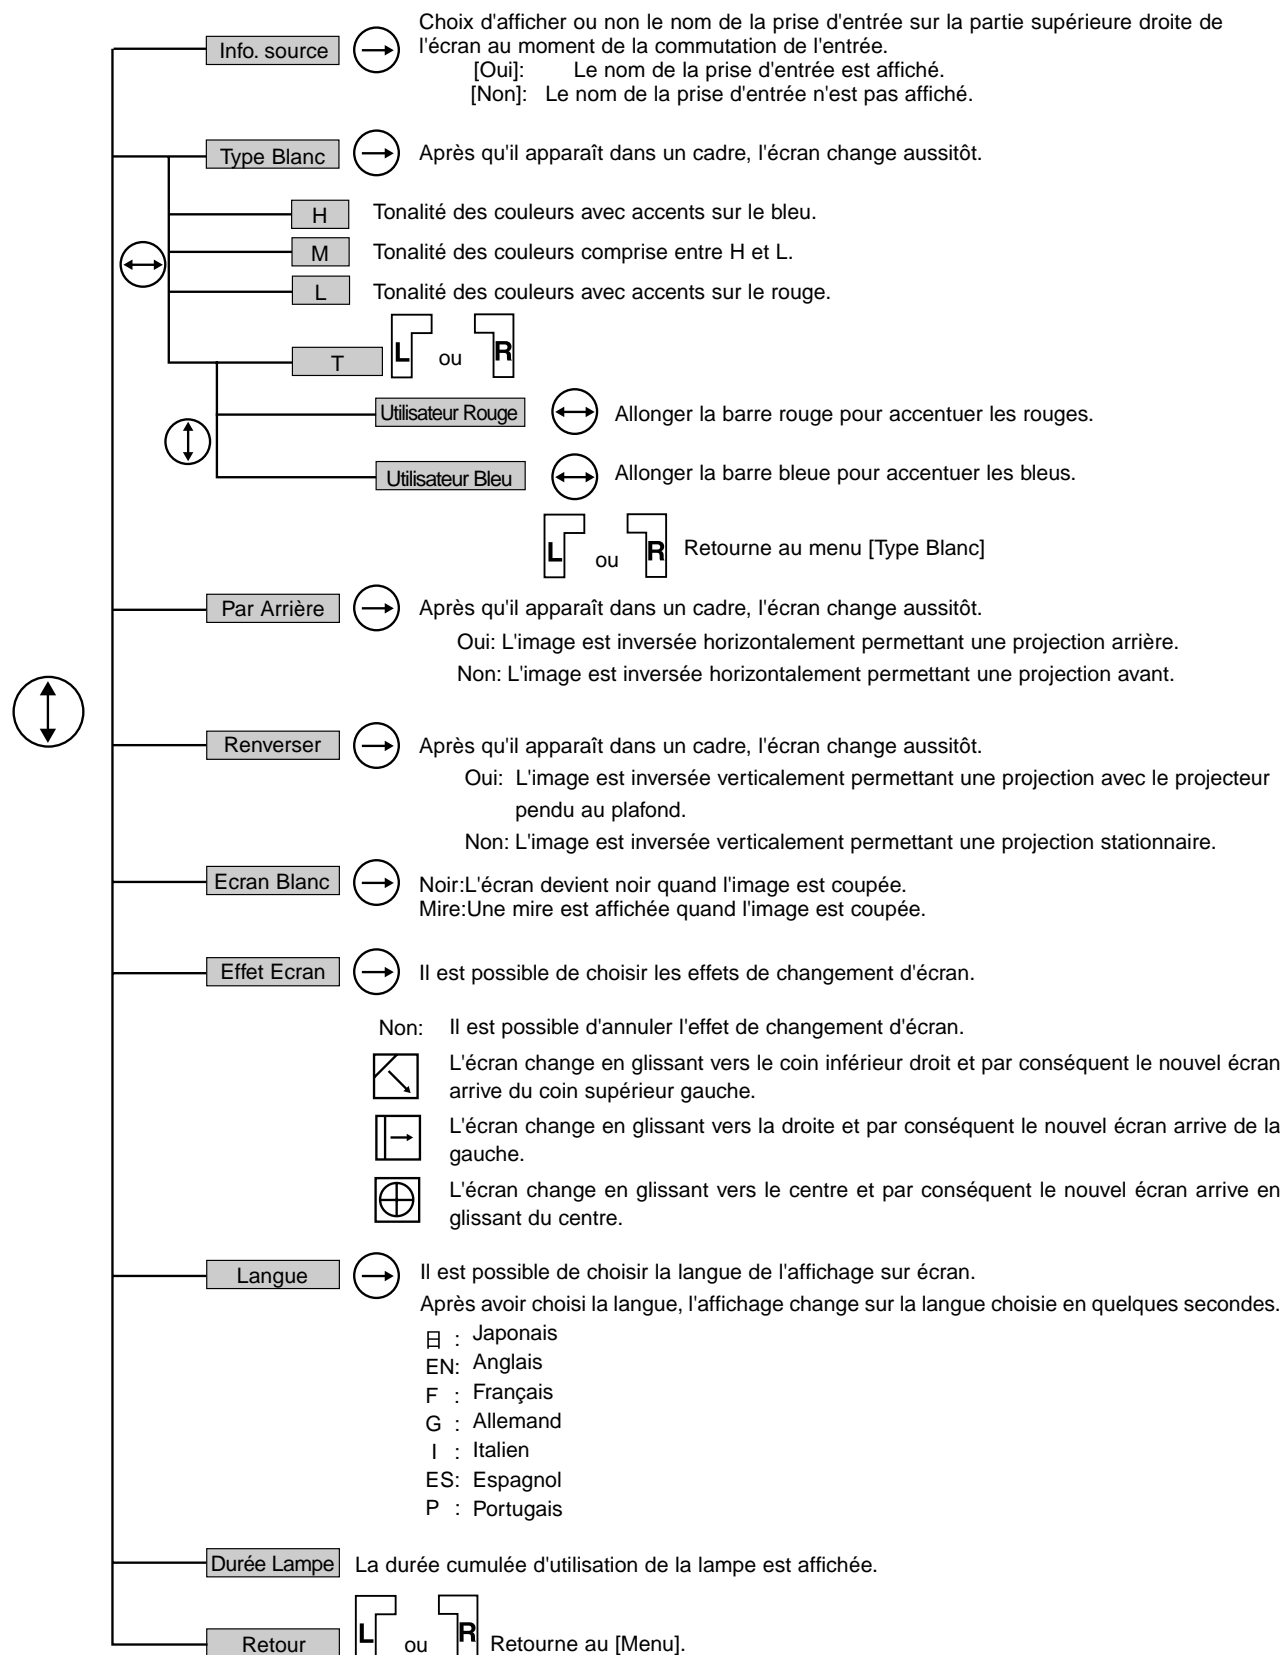 Info. source
Choix d'afficher ou non le nom de la prise d'entrée sur la partie supérieure droite de
l'écran au moment de la commutation de l'entrée.
[Oui]: Le nom de la prise d'entrée est affiché.
[Non]: Le nom de la prise d'entrée n'est pas affiché.
Type Blanc
Après qu'il apparaît dans un cadre, l'écran change aussitôt.
H Tonalité des couleurs avec accents sur le bleu.
M Tonalité des couleurs comprise entre H et L.
L Tonalité des couleurs avec accents sur le rouge.
T L ou R
Utilisateur Rouge Allonger la barre rouge pour accentuer les rouges.
Utilisateur Bleu Allonger la barre bleue pour accentuer les bleus.
L ou R Retourne au menu [Type Blanc]
Par Arrière Après qu'il apparaît dans un cadre, l'écran change aussitôt.
Oui: L'image est inversée horizontalement permettant une projection arrière.
Non: L'image est inversée horizontalement permettant une projection avant.
Renverser Après qu'il apparaît dans un cadre, l'écran change aussitôt.
Oui: L'image est inversée verticalement permettant une projection avec le projecteur
pendu au plafond.
Non: L'image est inversée verticalement permettant une projection stationnaire.
Ecran Blanc Noir:L'écran devient noir quand l'image est coupée.
Mire:Une mire est affichée quand l'image est coupée.
Effet Ecran Il est possible de choisir les effets de changement d'écran.
Non: Il est possible d'annuler l'effet de changement d'écran.
L'écran change en glissant vers le coin inférieur droit et par conséquent le nouvel écran
arrive du coin supérieur gauche.
L'écran change en glissant vers la droite et par conséquent le nouvel écran arrive de la
gauche.
L'écran change en glissant vers le centre et par conséquent le nouvel écran arrive en
glissant du centre.
Langue Il est possible de choisir la langue de l'affichage sur écran.
Après avoir choisi la langue, l'affichage change sur la langue choisie en quelques secondes.
日 : Japonais
EN: Anglais
F : Français
G : Allemand
I : Italien
ES: Espagnol
P : Portugais
Durée Lampe La durée cumulée d'utilisation de la lampe est affichée.
Retour L ou R Retourne au [Menu].